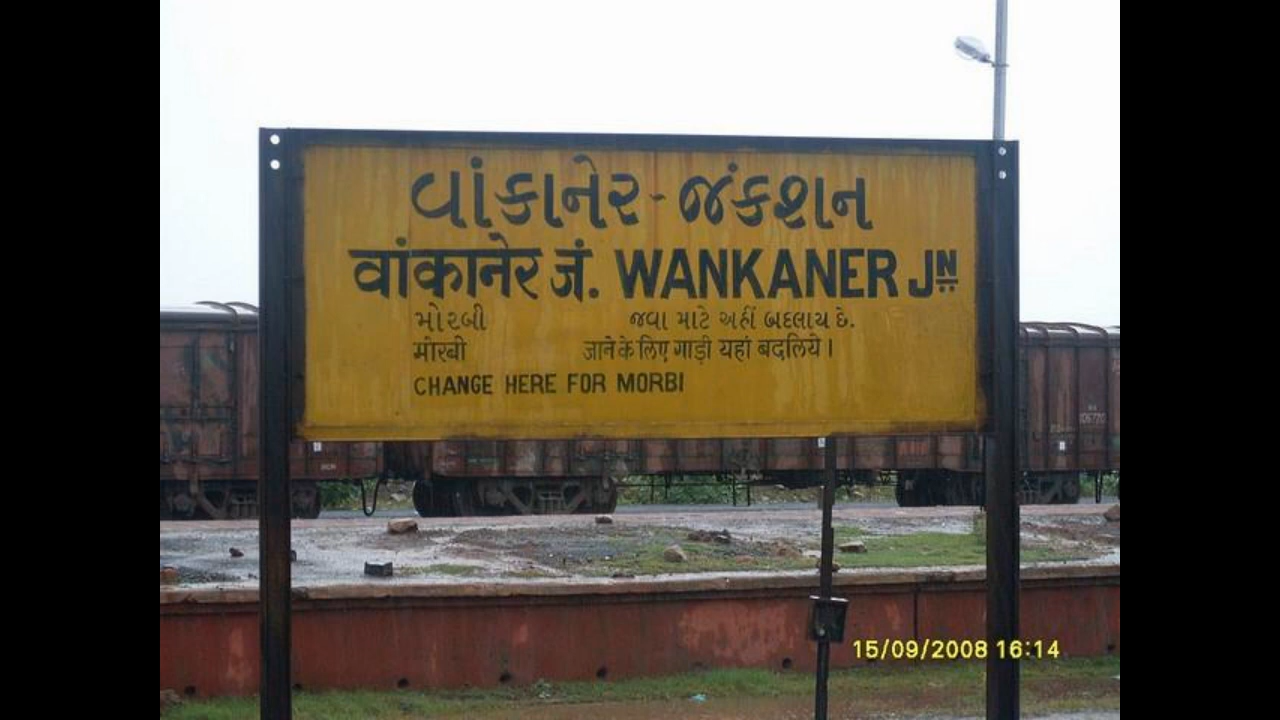 વાંકાનેર - જંકશન
वांकानेर जं. WANKANER JN
મોરબી જવા માટે અહીં બદલાય છે.
मोरबी जाने के लिए गाड़ी यहां बदलिये।
CHANGE HERE FOR MORBI
15/09/2008 16:14